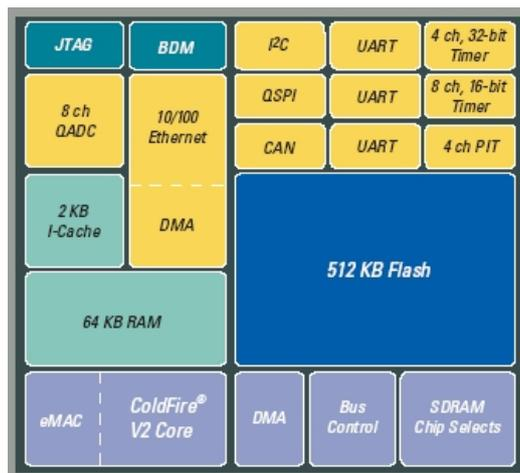 JTAG
BDM
I²C
UART
4 ch, 32-bit
Timer
8 ch
QADC
10/100
Ethernet
QSPI
UART
8 ch, 16-bit
Timer
CAN
UART
4 ch PIT
2 KB
I-Cache
DMA
512 KB Flash
64 KB RAM
eMAC
ColdFire®
V2 Core
DMA
Bus
Control
SDRAM
Chip Selects